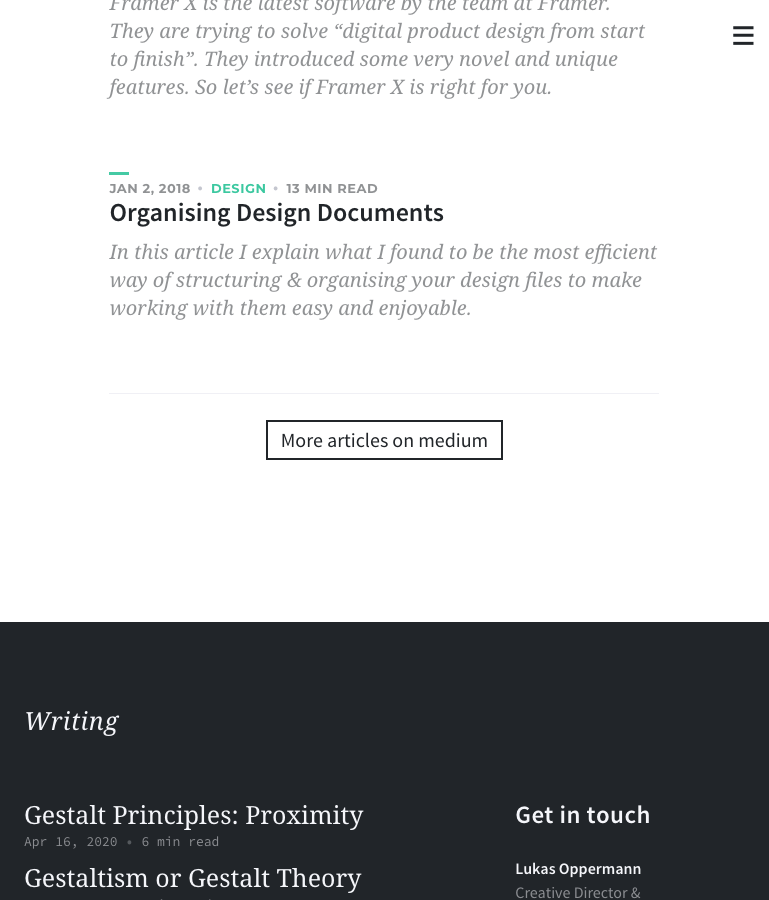 Framer X is the latest software by the team at Framer.
They are trying to solve “digital product design from start
to finish”. They introduced some very novel and unique
features. So let’s see if Framer X is right for you.
JAN 2, 2018 • DESIGN • 13 MIN READ
Organising Design Documents
In this article I explain what I found to be the most efficient
way of structuring & organising your design files to make
working with them easy and enjoyable.
More articles on medium
Writing
Gestalt Principles: Proximity
Apr 16, 2020 • 6 min read
Gestaltism or Gestalt Theory
Get in touch
Lukas Oppermann
Creative Director &